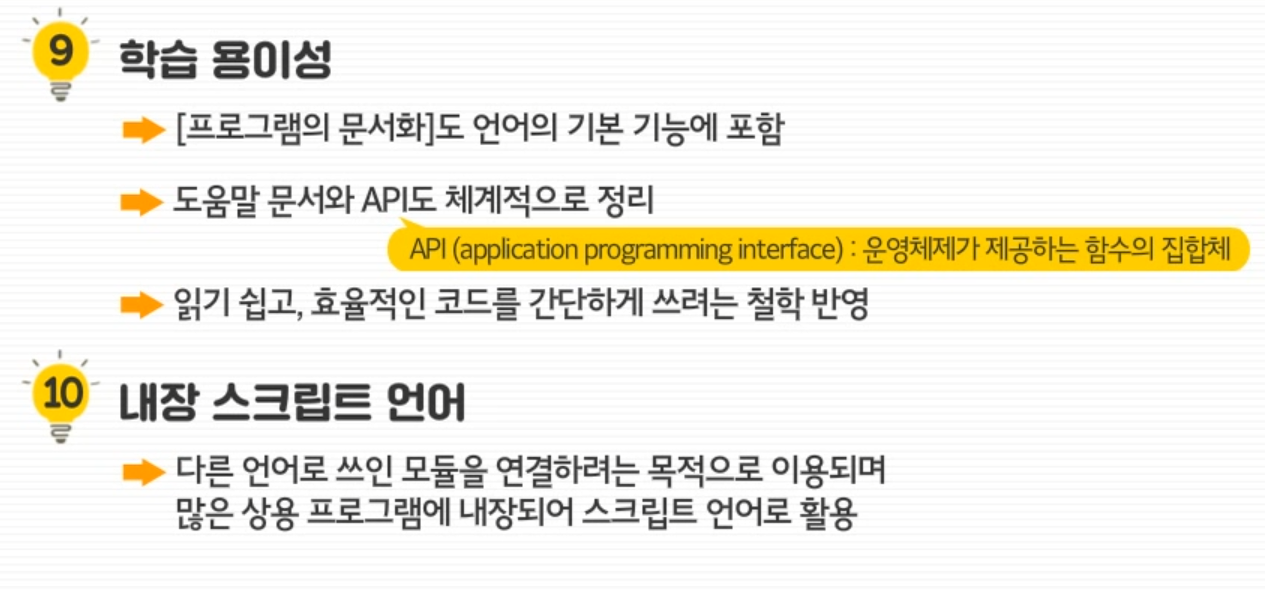 9 학습 용이성
[프로그램의 문서화]도 언어의 기본 기능에 포함
도움말 문서와 API도 체계적으로 정리
API (application programming interface) : 운영체제가 제공하는 함수의 집합체
읽기 쉽고, 효율적인 코드를 간단하게 쓰려는 철학 반영
10 내장 스크립트 언어
다른 언어로 쓰인 모듈을 연결하려는 목적으로 이용되며
많은 상용 프로그램에 내장되어 스크립트 언어로 활용